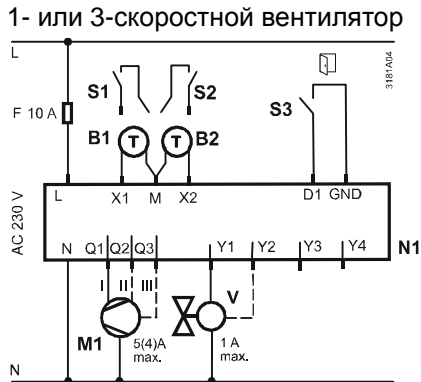 1- или 3-скоростной вентилятор
L
3181A04
S1
S2
S3
F 10 A
B1
T
T
B2
AC 230 V
L
X1
M
X2
D1
GND
N
Q1
Q2
Q3
Y1
Y2
Y3
Y4
N1
I
II
III
V
M1
5(4)A
max.
1 A
max.
N